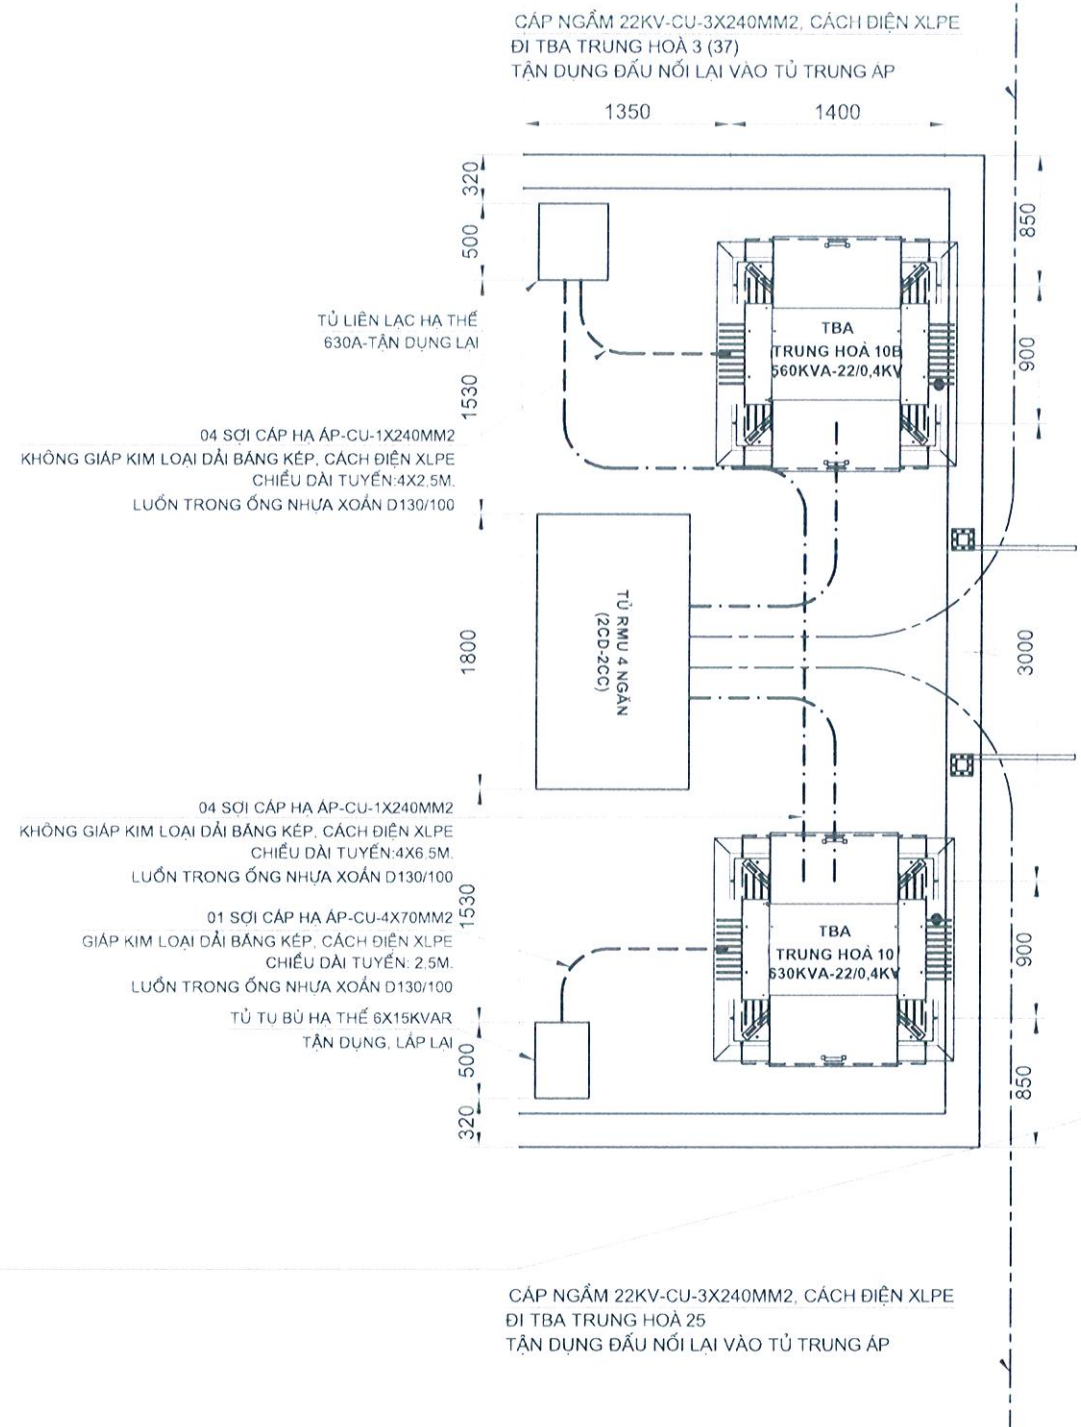 CÁP NGẦM 22KV-CU-3X240MM2, CÁCH ĐIỆN XLPE
ĐI TBA TRUNG HOÀ 3 (37)
TẬN DỤNG ĐẤU NỐI LẠI VÀO TỦ TRUNG ÁP
1350
1400
320
500
850
TỦ LIÊN LẠC HẠ THẾ
630A-TẬN DỤNG LẠI
TBA
TRUNG HOÀ 10B
560KVA-22/0,4KV
900
1530
04 SỢI CÁP HẠ ÁP-CU-1X240MM2
KHÔNG GIÁP KIM LOẠI DẢI BĂNG KÉP, CÁCH ĐIỆN XLPE
CHIỀU DÀI TUYẾN:4X2,5M.
LUỒN TRONG ỐNG NHỰA XOẮN D130/100
TỦ RMU 4 NGĂN
(2CD-2CC)
1800
3000
04 SỢI CÁP HẠ ÁP-CU-1X240MM2
KHÔNG GIÁP KIM LOẠI DẢI BĂNG KÉP, CÁCH ĐIỆN XLPE
CHIỀU DÀI TUYẾN:4X6,5M.
LUỒN TRONG ỐNG NHỰA XOẮN D130/100
1530
01 SỢI CÁP HẠ ÁP-CU-4X70MM2
GIÁP KIM LOẠI DẢI BĂNG KÉP, CÁCH ĐIỆN XLPE
CHIỀU DÀI TUYẾN: 2,5M.
LUỒN TRONG ỐNG NHỰA XOẮN D130/100
TBA
TRUNG HOÀ 10
630KVA-22/0,4KV
900
TỦ TỤ BÙ HẠ THẾ 6X15KVAR
TẬN DỤNG, LẮP LẠI
500
850
320
CÁP NGẦM 22KV-CU-3X240MM2, CÁCH ĐIỆN XLPE
ĐI TBA TRUNG HOÀ 25
TẬN DỤNG ĐẤU NỐI LẠI VÀO TỦ TRUNG ÁP